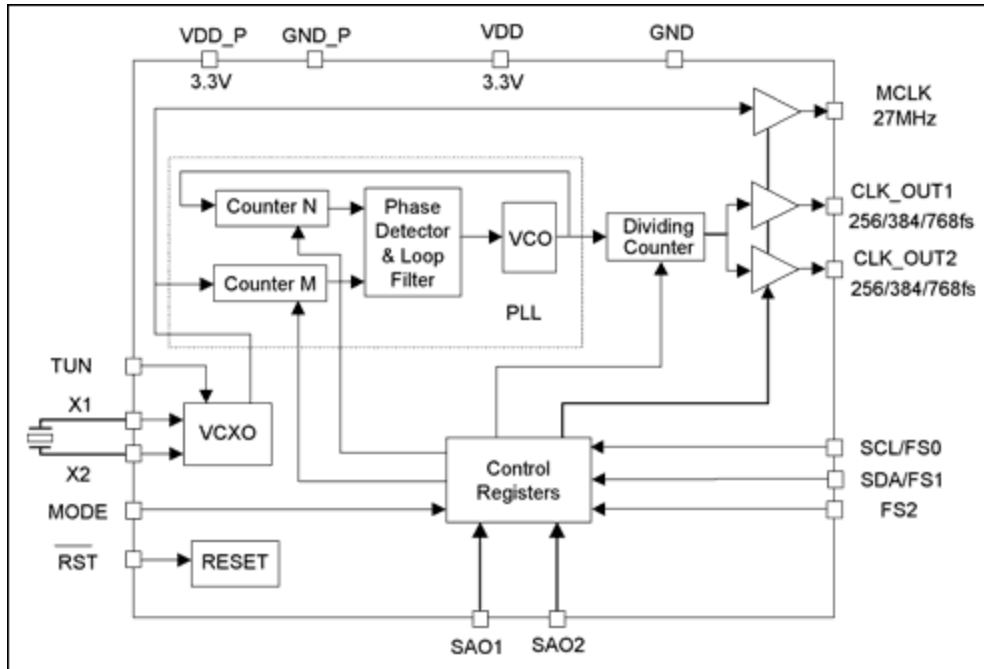 VDD_P
GND_P
VDD
GND
3.3V
3.3V
MCLK
27MHz
Counter N
Phase
Detector
& Loop
Filter
VCO
Dividing
Counter
CLK_OUT1
256/384/768fs
CLK_OUT2
256/384/768fs
Counter M
PLL
TUN
X1
VCXO
X2
Control
Registers
SCL/FS0
SDA/FS1
FS2
MODE
RST
RESET
SAO1
SAO2